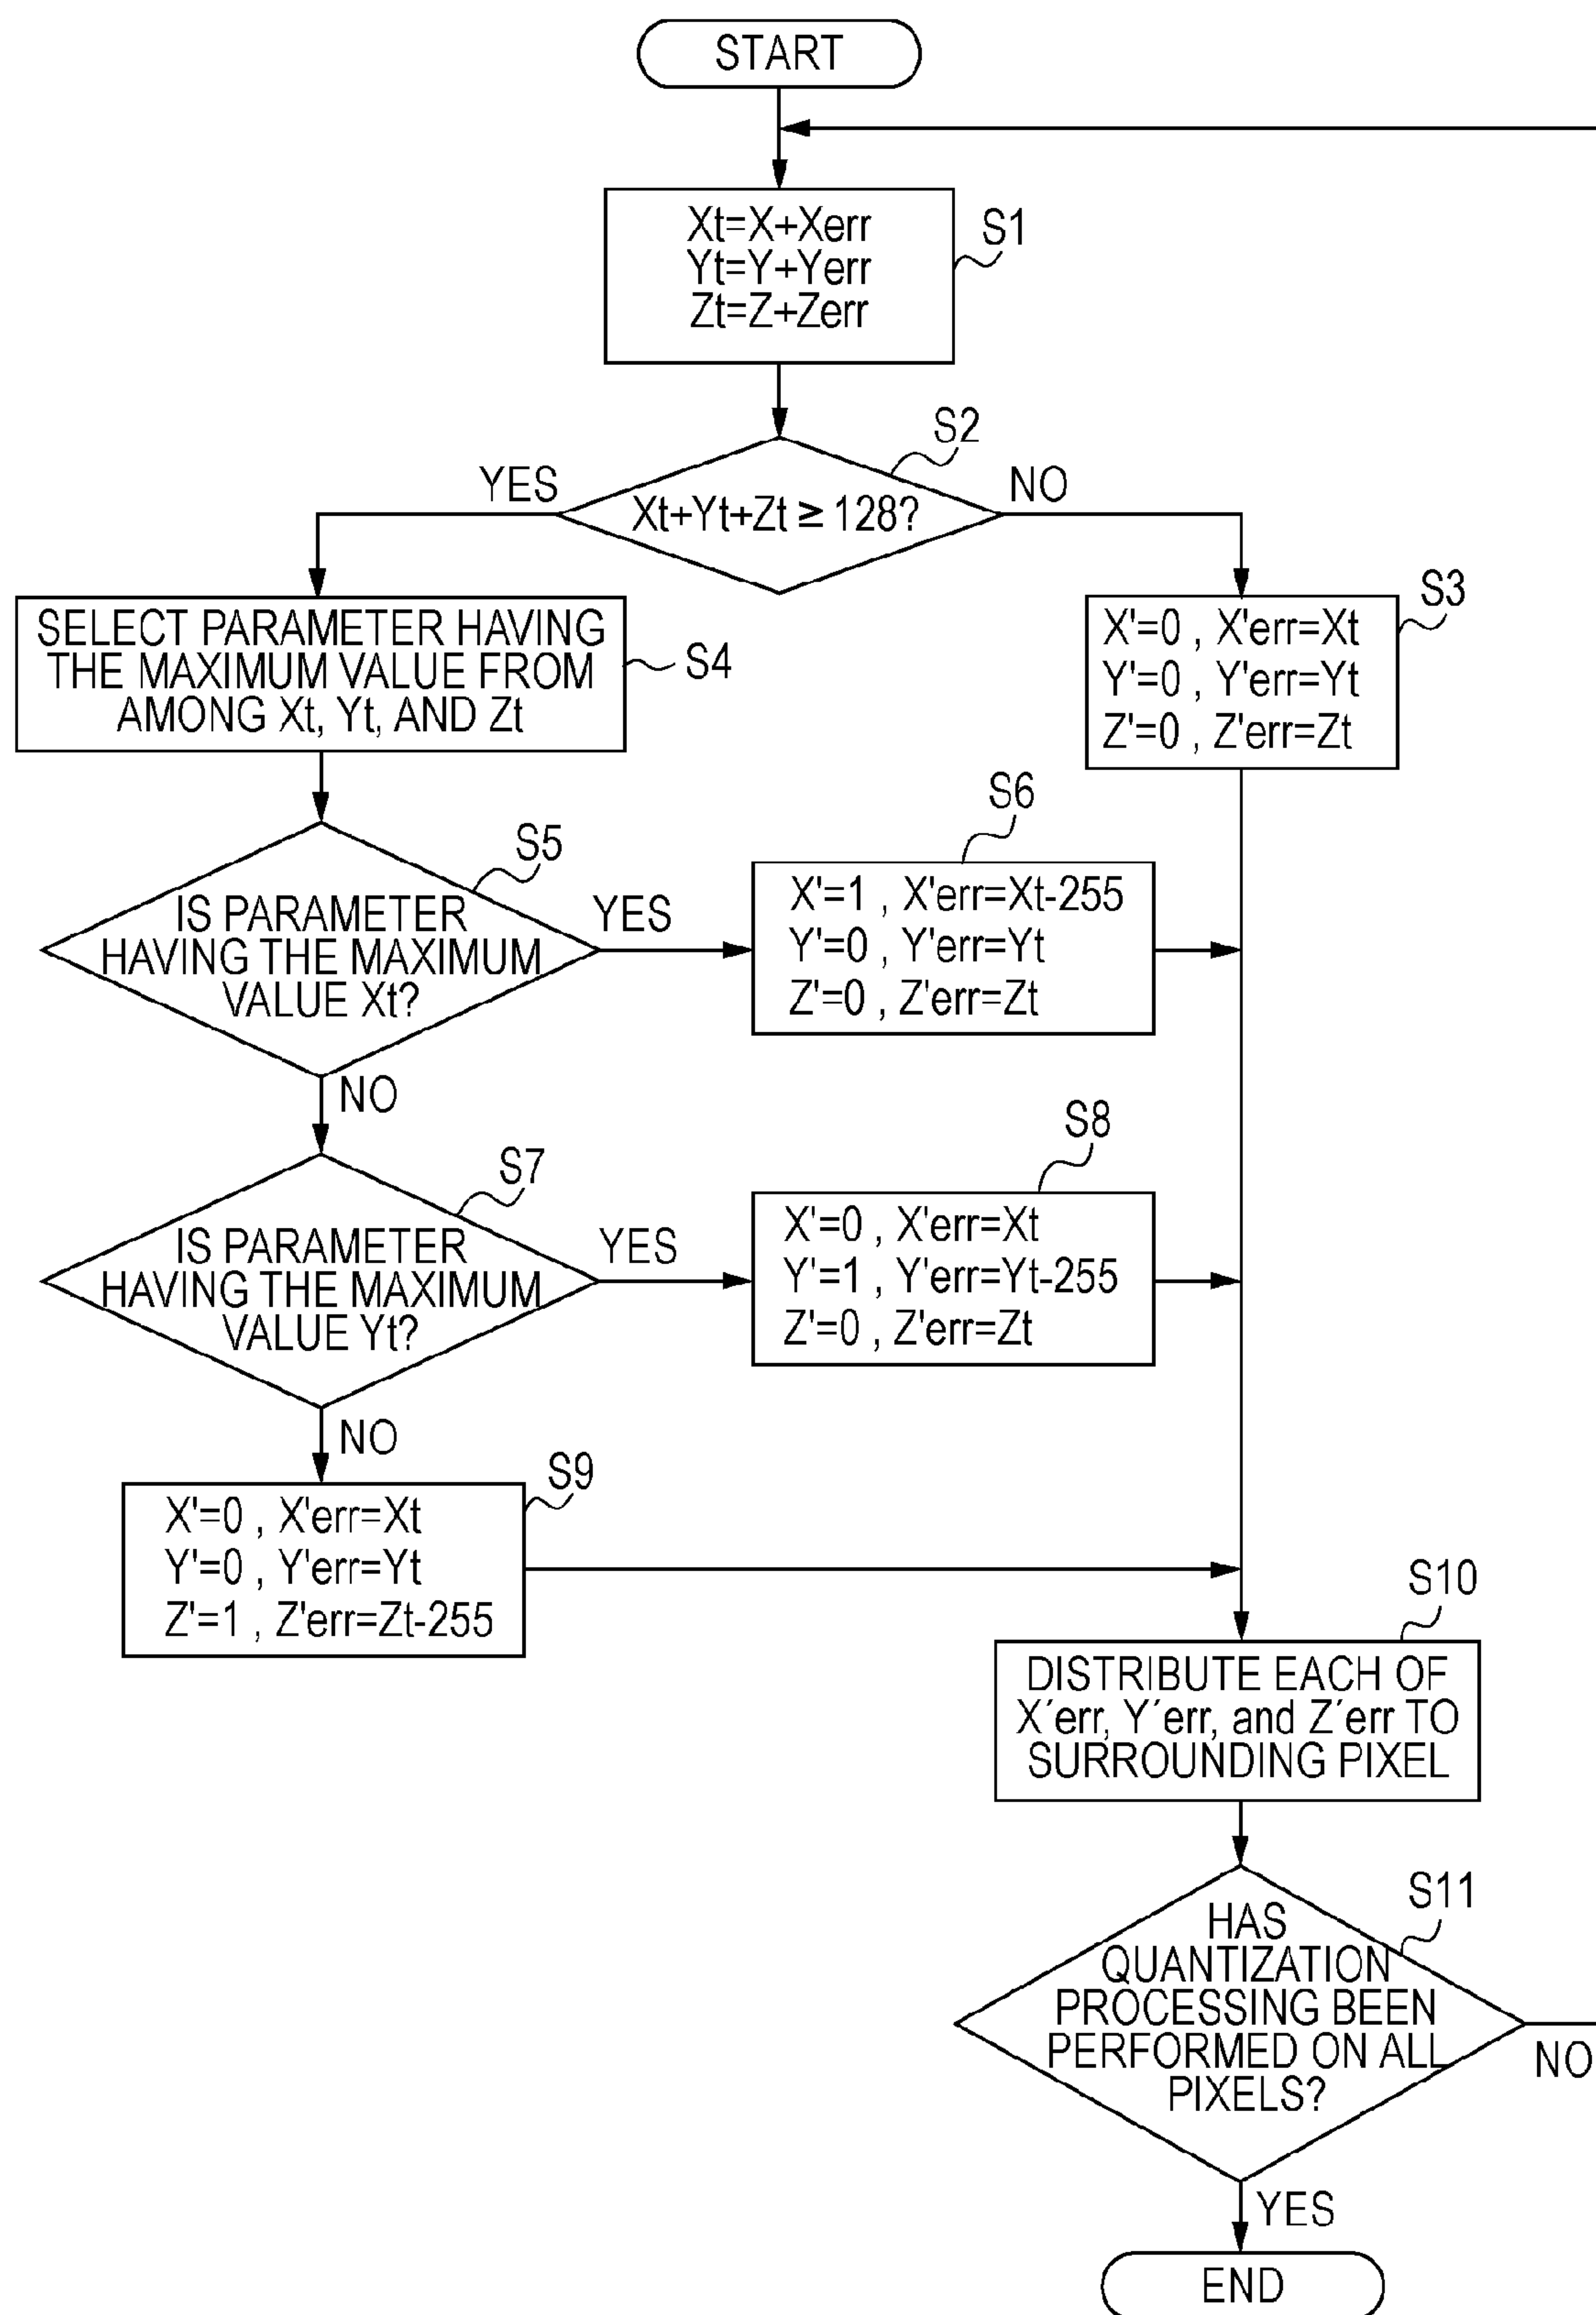 START
Xt=X+Xerr
Yt=Y+Yerr
Zt=Z+Zerr
S1
S2
YES
NO
Xt+Yt+Zt ≥ 128?
S3
X'=0 , X'err=Xt
Y'=0 , Y'err=Yt
Z'=0 , Z'err=Zt
SELECT PARAMETER HAVING
THE MAXIMUM VALUE FROM
AMONG Xt, Yt, AND Zt
S4
S5
IS PARAMETER
HAVING THE MAXIMUM
VALUE Xt?
YES
NO
S6
X'=1 , X'err=Xt-255
Y'=0 , Y'err=Yt
Z'=0 , Z'err=Zt
S7
IS PARAMETER
HAVING THE MAXIMUM
VALUE Yt?
YES
NO
S8
X'=0 , X'err=Xt
Y'=1 , Y'err=Yt-255
Z'=0 , Z'err=Zt
S9
X'=0 , X'err=Xt
Y'=0 , Y'err=Yt
Z'=1 , Z'err=Zt-255
S10
DISTRIBUTE EACH OF
X´err, Y´err, and Z´err TO
SURROUNDING PIXEL
S11
HAS
QUANTIZATION
PROCESSING BEEN
PERFORMED ON ALL
PIXELS?
NO
YES
END